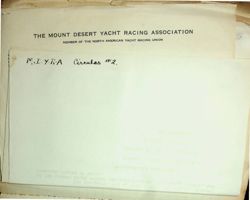 THE MOUNT DESERT YACHT RACING ASSOCIATION
MEMBER OF THE NORTH AMERICAN YACHT RACING UNION
M.D.Y.R.A Circular #2.